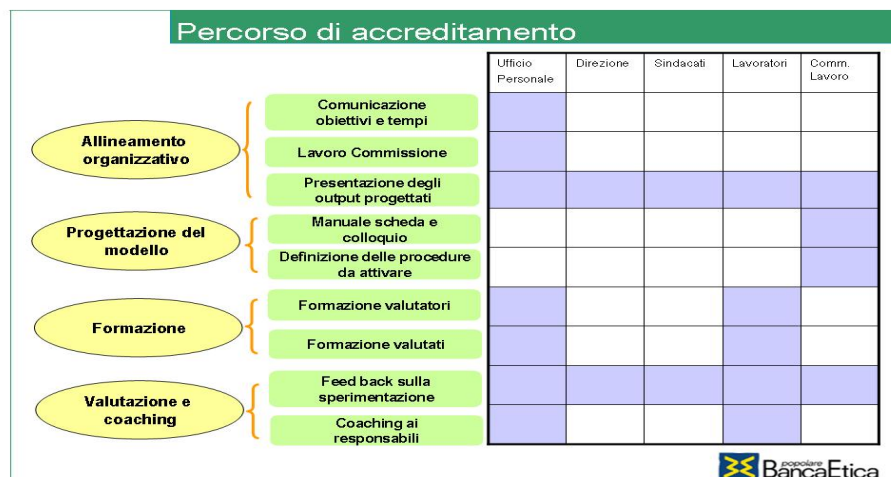 Percorso di accreditamento
Ufficio
Personale
Direzione
Sindacati
Lavoratori
Comm.
Lavoro
Allineamento
organizzativo
Comunicazione
obiettivi e tempi
Lavoro Commissione
Presentazione degli
output progettati
Progettazione del
modello
Manuale scheda e
colloquio
Definizione delle procedure
da attivare
Formazione
Formazione valutatori
Formazione valutati
Valutazione e
coaching
Feed back sulla
sperimentazione
Coaching ai
responsabili
popolare
BancaEtica